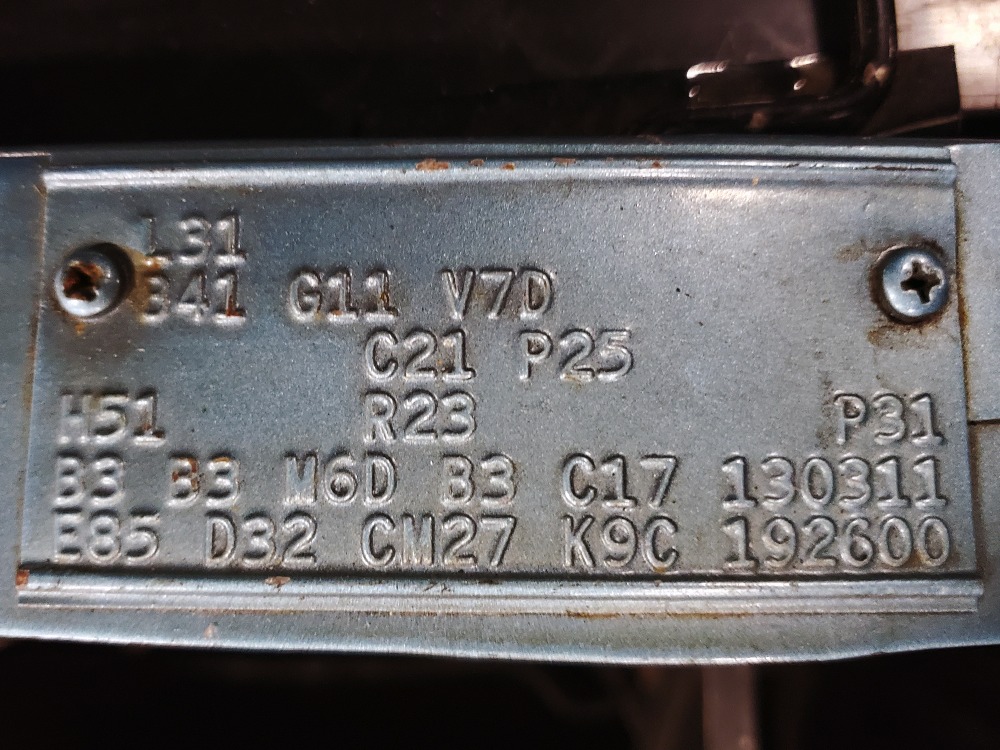 L31
B41 G11 V7D
C21 P25
H51 R23 P31
B3 B3 M6D B3 C17 130311
E85 D32 CM27 K9C 192600